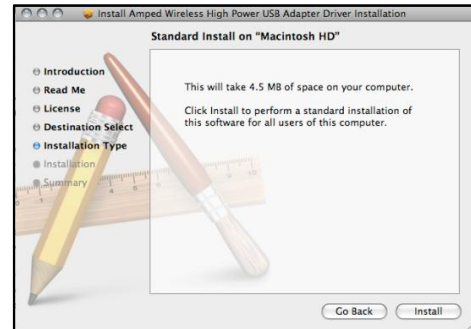 Install Amped Wireless High Power USB Adapter Driver Installation
Standard Install on “Macintosh HD”
Introduction
Read Me
License
Destination Select
Installation Type
Installation
Summary
This will take 4.5 MB of space on your computer.
Click Install to perform a standard installation of
this software for all users of this computer.
Go Back
Install